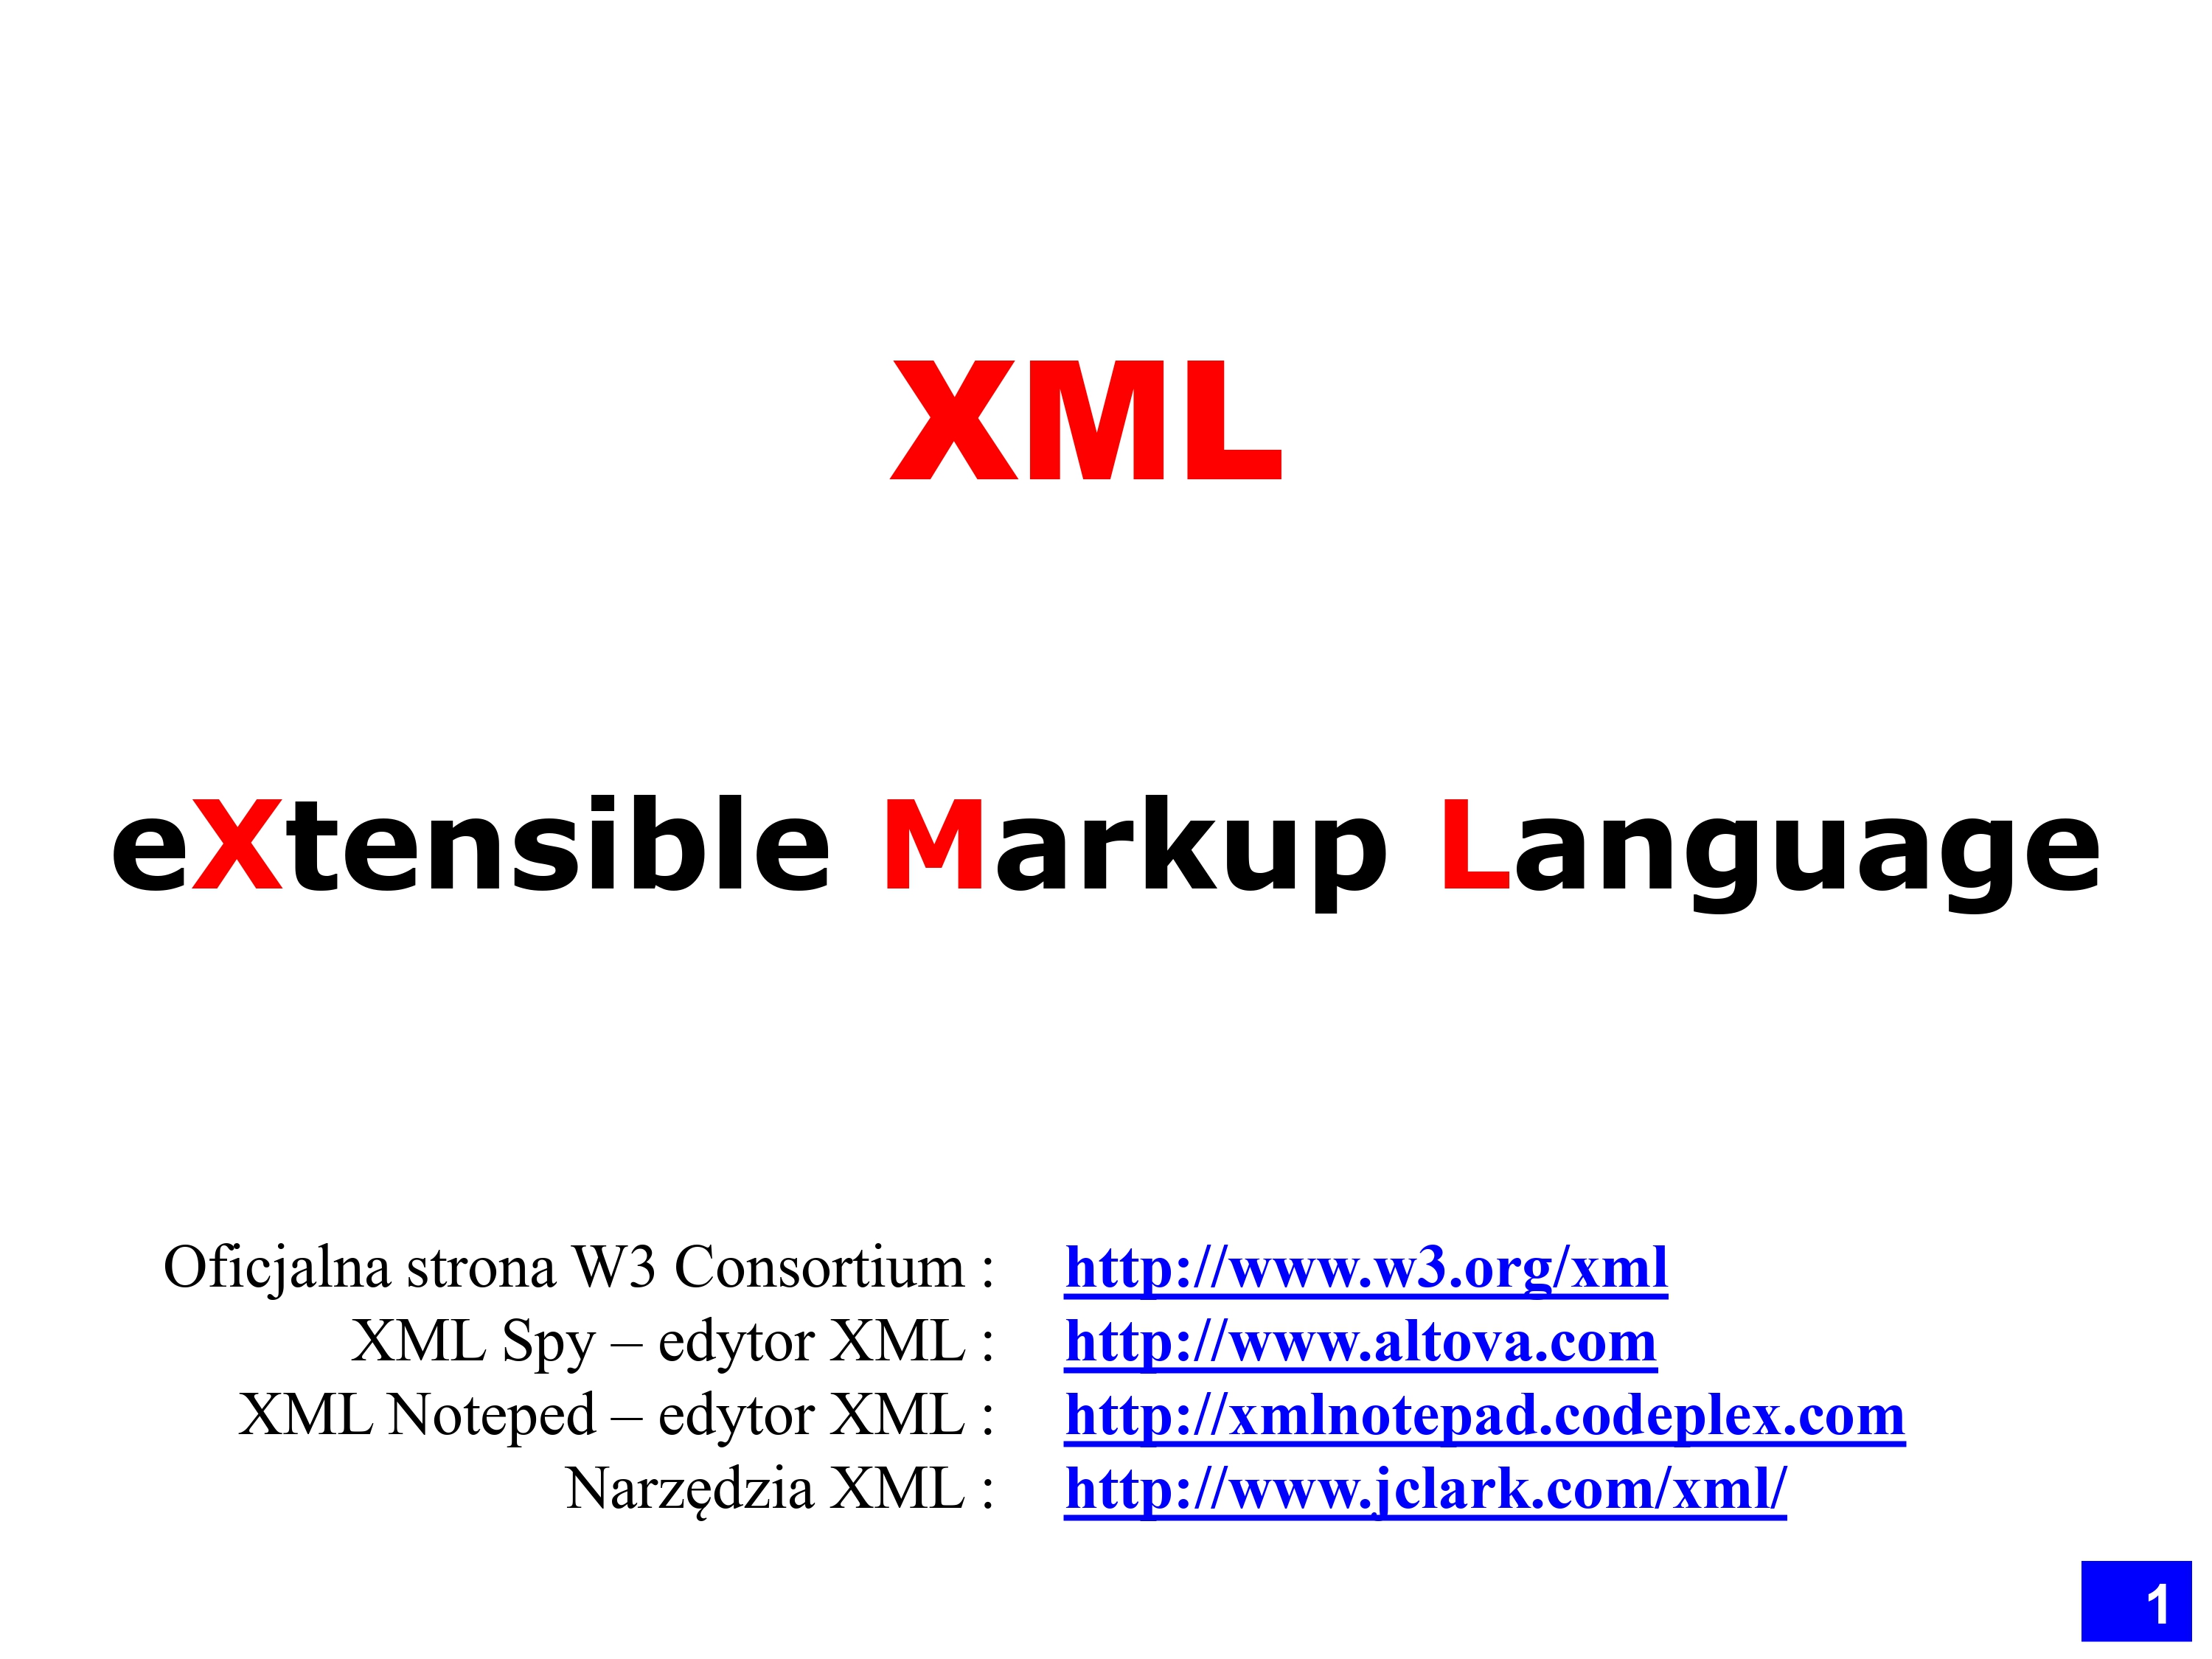 XML
eXtensible Markup Language
Oficjalna strona W3 Consortium : http://www.w3.org/xml
XML Spy – edytor XML : http://www.altova.com
XML Noteped – edytor XML : http://xmlnotepad.codeplex.com
Narzędzia XML : http://www.jclark.com/xml/
1